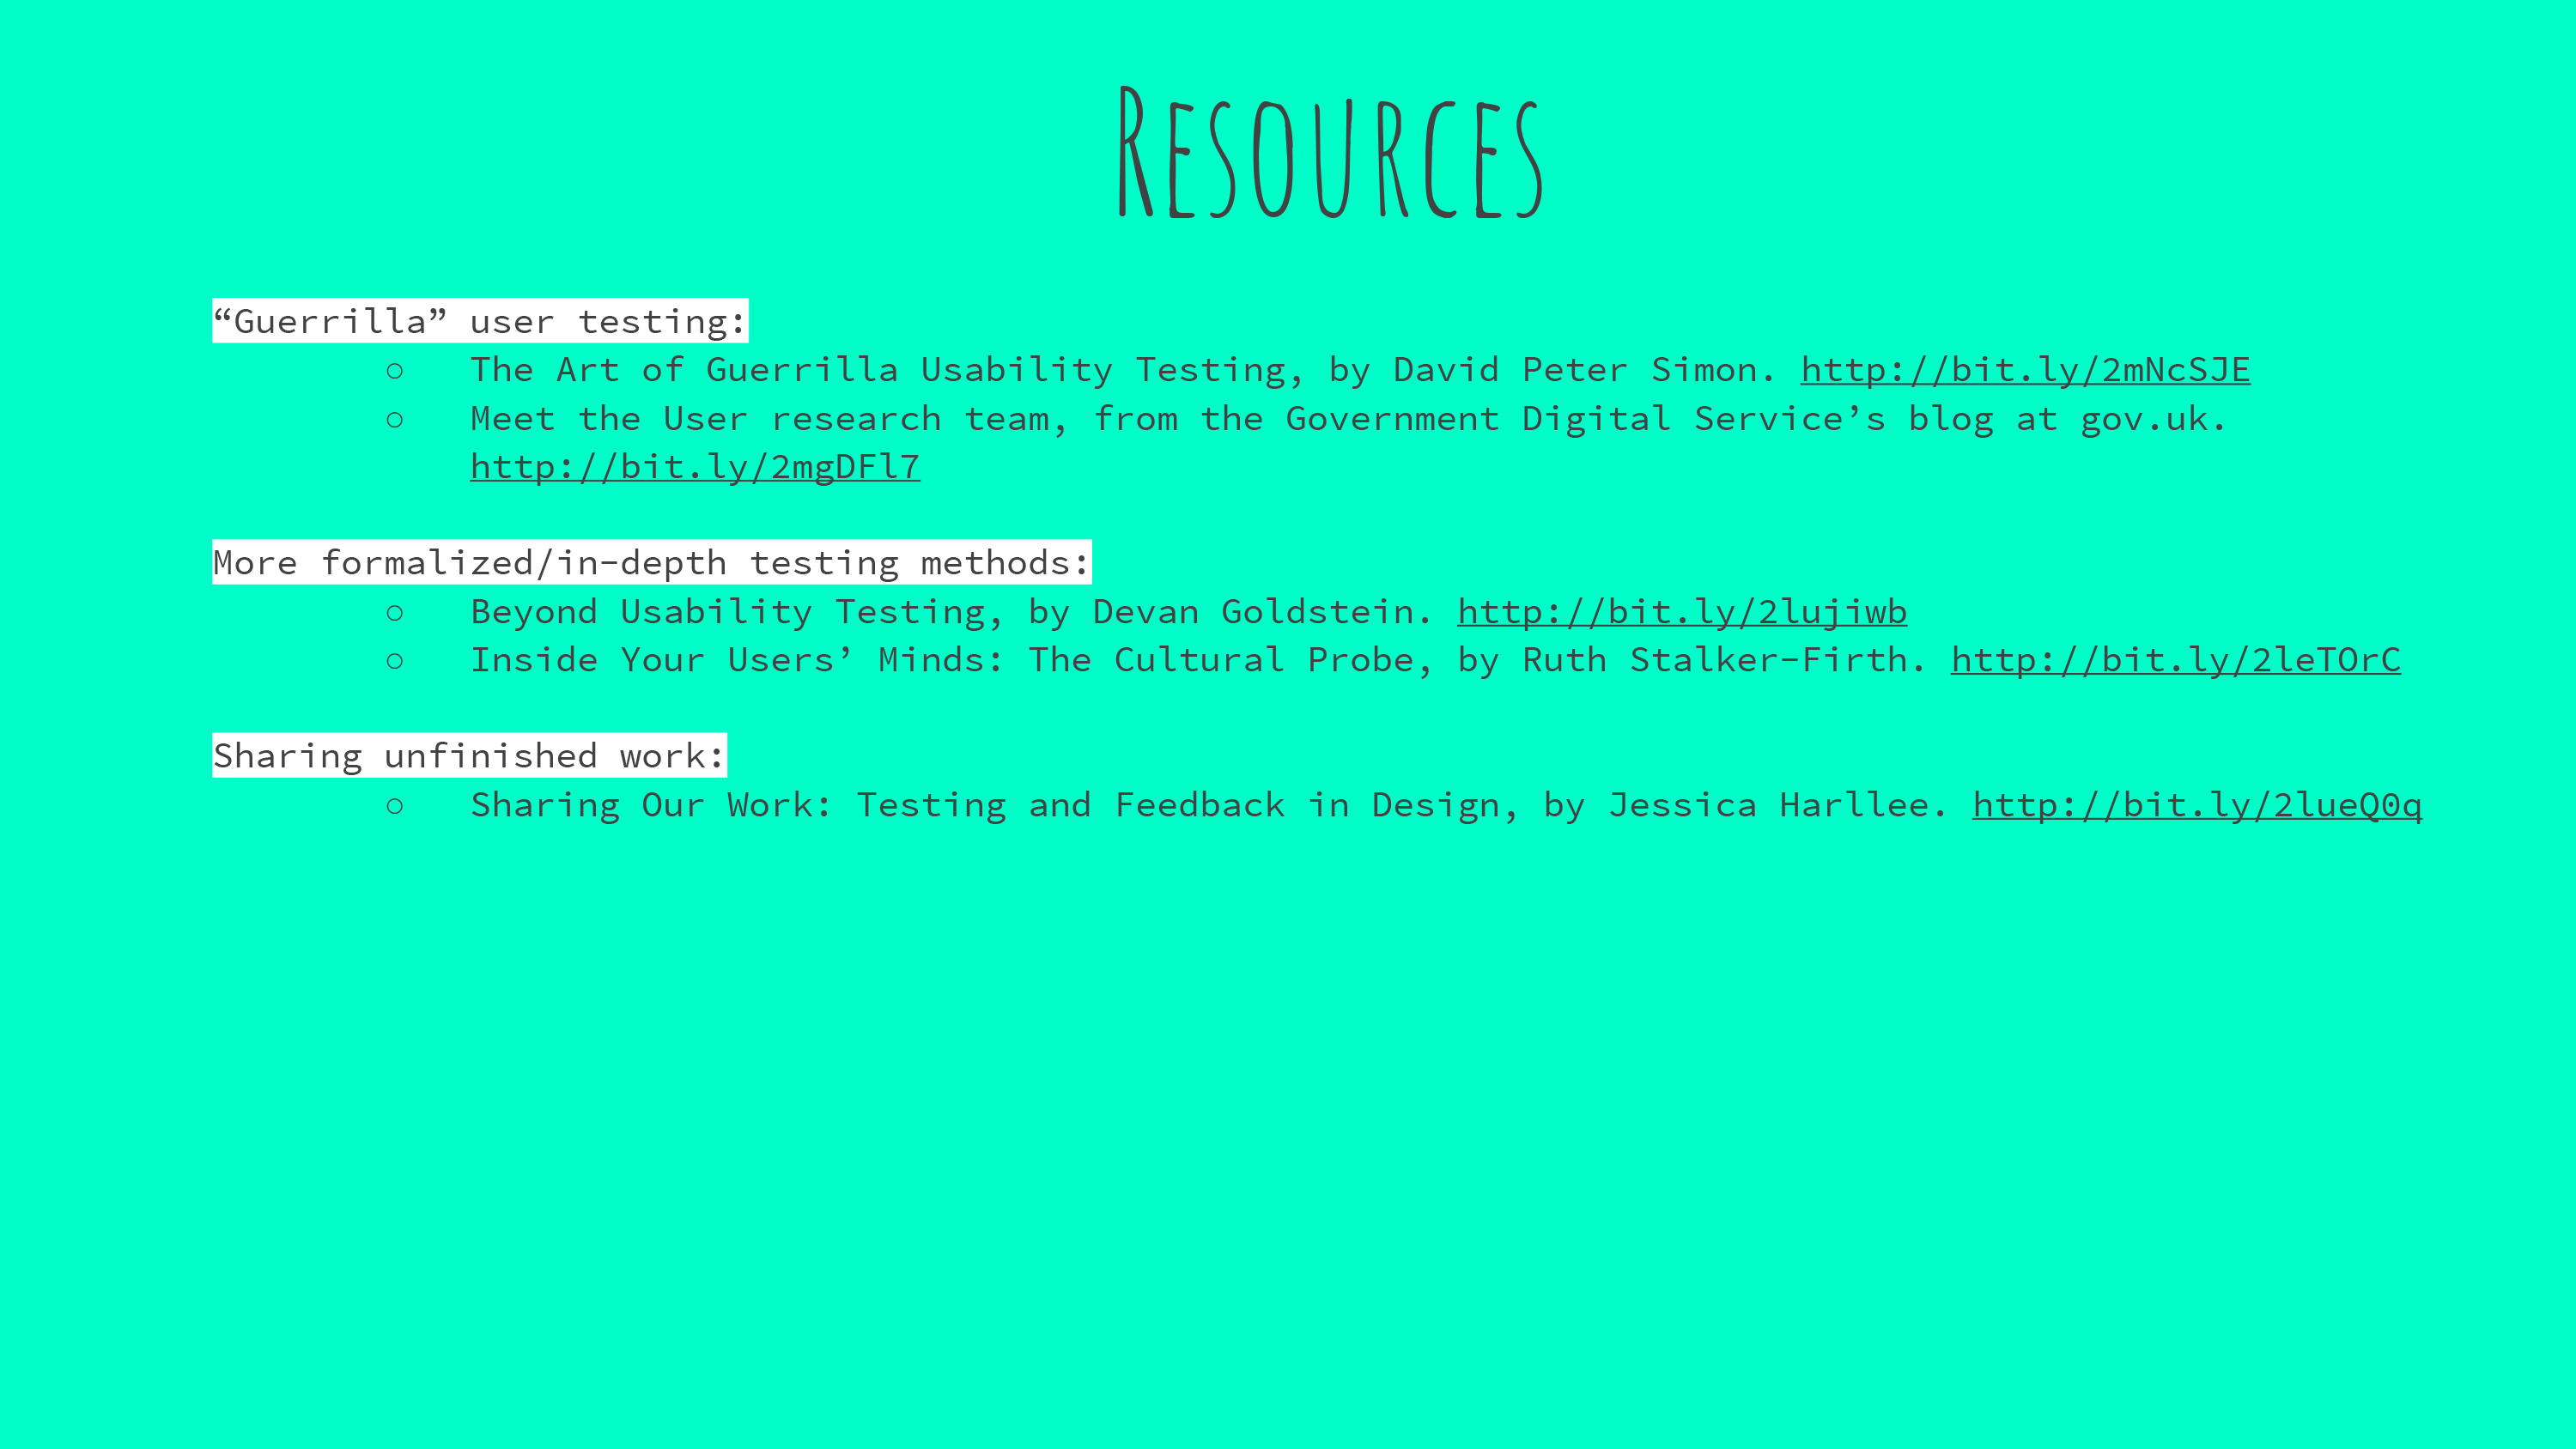 Resources
“Guerrilla” user testing:
○ The Art of Guerrilla Usability Testing, by David Peter Simon. http://bit.ly/2mNcSJE
○ Meet the User research team, from the Government Digital Service’s blog at gov.uk.
http://bit.ly/2mgDFl7
More formalized/in-depth testing methods:
○ Beyond Usability Testing, by Devan Goldstein. http://bit.ly/2lujiwb
○ Inside Your Users’ Minds: The Cultural Probe, by Ruth Stalker-Firth. http://bit.ly/2leTOrC
Sharing unfinished work:
○ Sharing Our Work: Testing and Feedback in Design, by Jessica Harllee. http://bit.ly/2lueQ0q